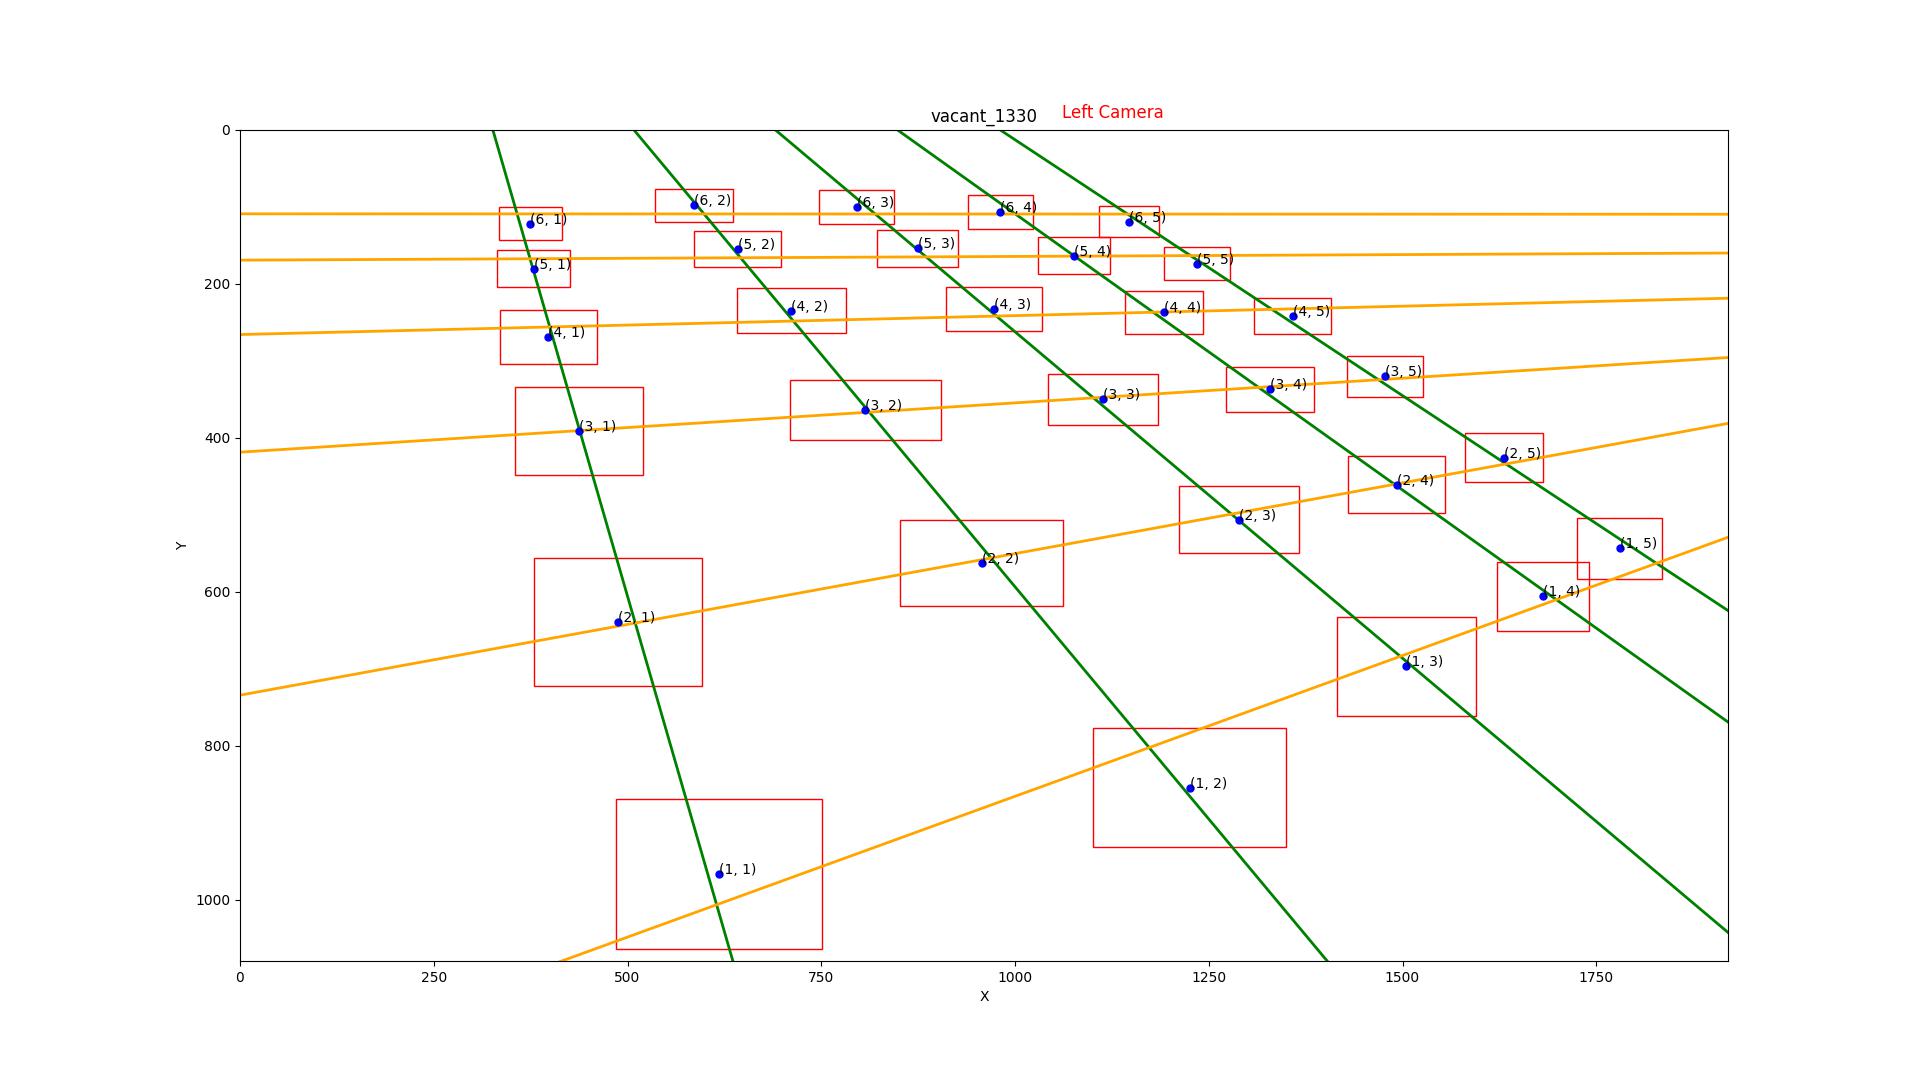 vacant_1330 Left Camera
0
(6, 1) (6, 2) (6, 3) (6, 4) (6, 5)
(5, 1) (5, 2) (5, 3) (5, 4) (5, 5)
200
(4, 1) (4, 2) (4, 3) (4, 4) (4, 5)
(3, 1) (3, 2) (3, 3) (3, 4) (3, 5)
400
(2, 1) (2, 2) (2, 3) (2, 4) (2, 5)
Y
600
(1, 1) (1, 2) (1, 3) (1, 4) (1, 5)
800
1000
0 250 500 750 1000 1250 1500 1750
X